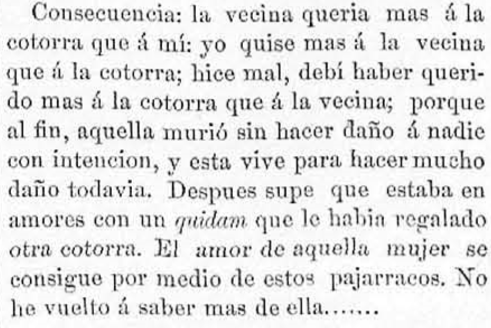 Consecuencia: la vecina queria mas á la
cotorra que á mí: yo quise mas á la vecina
que á la cotorra; hice mal, debí haber queri-
do mas á la cotorra que á la vecina; porque
al fin, aquella murió sin hacer daño á nadie
con intencion, y esta vive para hacer mucho
daño todavia. Despues supe que estaba en
amores con un quidam que le habia regalado
otra cotorra. El amor de aquella mujer se
consigue por medio de estos pajarracos. No
he vuelto á saber mas de ella.......